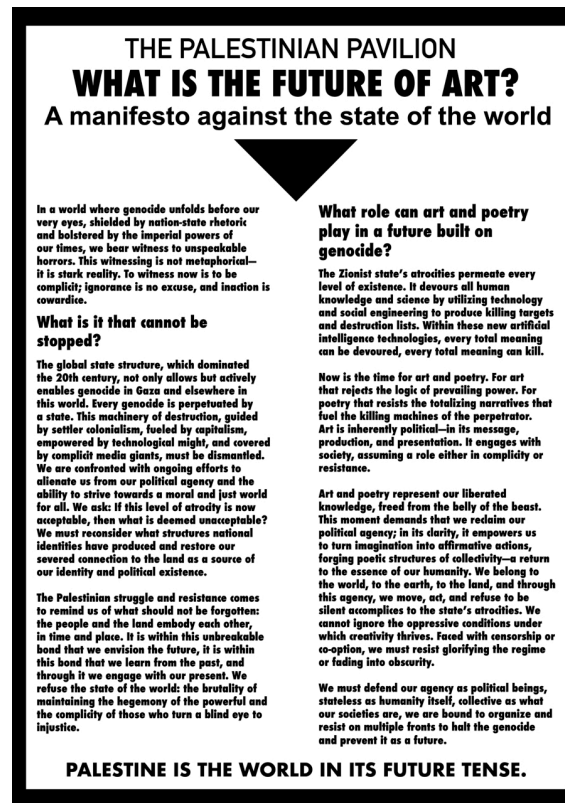 THE PALESTINIAN PAVILION
WHAT IS THE FUTURE OF ART?
A manifesto against the state of the world
In a world where genocide unfolds before our
very eyes, shielded by nation-state rhetoric
and bolstered by the imperial powers of
our times, we bear witness to unspeakable
horrors. This witnessing is not metaphorical—
it is stark reality. To witness now is to be
complicit; ignorance is no excuse, and inaction is
cowardice.
What is it that cannot be
stopped?
The global state structure, which dominated
the 20th century, not only allows but actively
enables genocide in Gaza and elsewhere in
this world. Every genocide is perpetuated by
a state. This machinery of destruction, guided
by settler colonialism, fueled by capitalism,
empowered by technological might, and covered
by complicit media giants, must be dismantled.
We are confronted with ongoing efforts to
alienate us from our political agency and the
ability to strive towards a moral and just world
for all. We ask: If this level of atrocity is now
acceptable, then what is deemed unacceptable?
We must reconsider what structures national
identities have produced and restore our
severed connection to the land as a source of
our identity and political existence.
The Palestinian struggle and resistance comes
to remind us of what should not be forgotten:
the people and the land embody each other,
in time and place. It is within this unbreakable
bond that we envision the future, it is within
this bond that we learn from the past, and
through it we engage with our present. We
refuse the state of the world: the brutality of
maintaining the hegemony of the powerful and
the complicity of those who turn a blind eye to
injustice.
What role can art and poetry
play in a future built on
genocide?
The Zionist state's atrocities permeate every
level of existence. It devours all human
knowledge and science by utilizing technology
and social engineering to produce killing targets
and destruction lists. Within these new artificial
intelligence technologies, every total meaning
can be devoured, every total meaning can kill.
Now is the time for art and poetry. For art
that rejects the logic of prevailing power. For
poetry that resists the totalizing narratives that
fuel the killing machines of the perpetrator.
Art is inherently political—in its message,
production, and presentation. It engages with
society, assuming a role either in complicity or
resistance.
Art and poetry represent our liberated
knowledge, freed from the belly of the beast.
This moment demands that we reclaim our
political agency; in its clarity, it empowers us
to turn imagination into affirmative actions,
forging poetic structures of collectivity—a return
to the essence of our humanity. We belong to
the world, to the earth, to the land, and through
this agency, we move, act, and refuse to be
silent accomplices to the state's atrocities. We
cannot ignore the oppressive conditions under
which creativity thrives. Faced with censorship or
co-option, we must resist glorifying the regime
or fading into obscurity.
We must defend our agency as political beings,
stateless as humanity itself, collective as what
our societies are, we are bound to organize and
resist on multiple fronts to halt the genocide
and prevent it as a future.
PALESTINE IS THE WORLD IN ITS FUTURE TENSE.